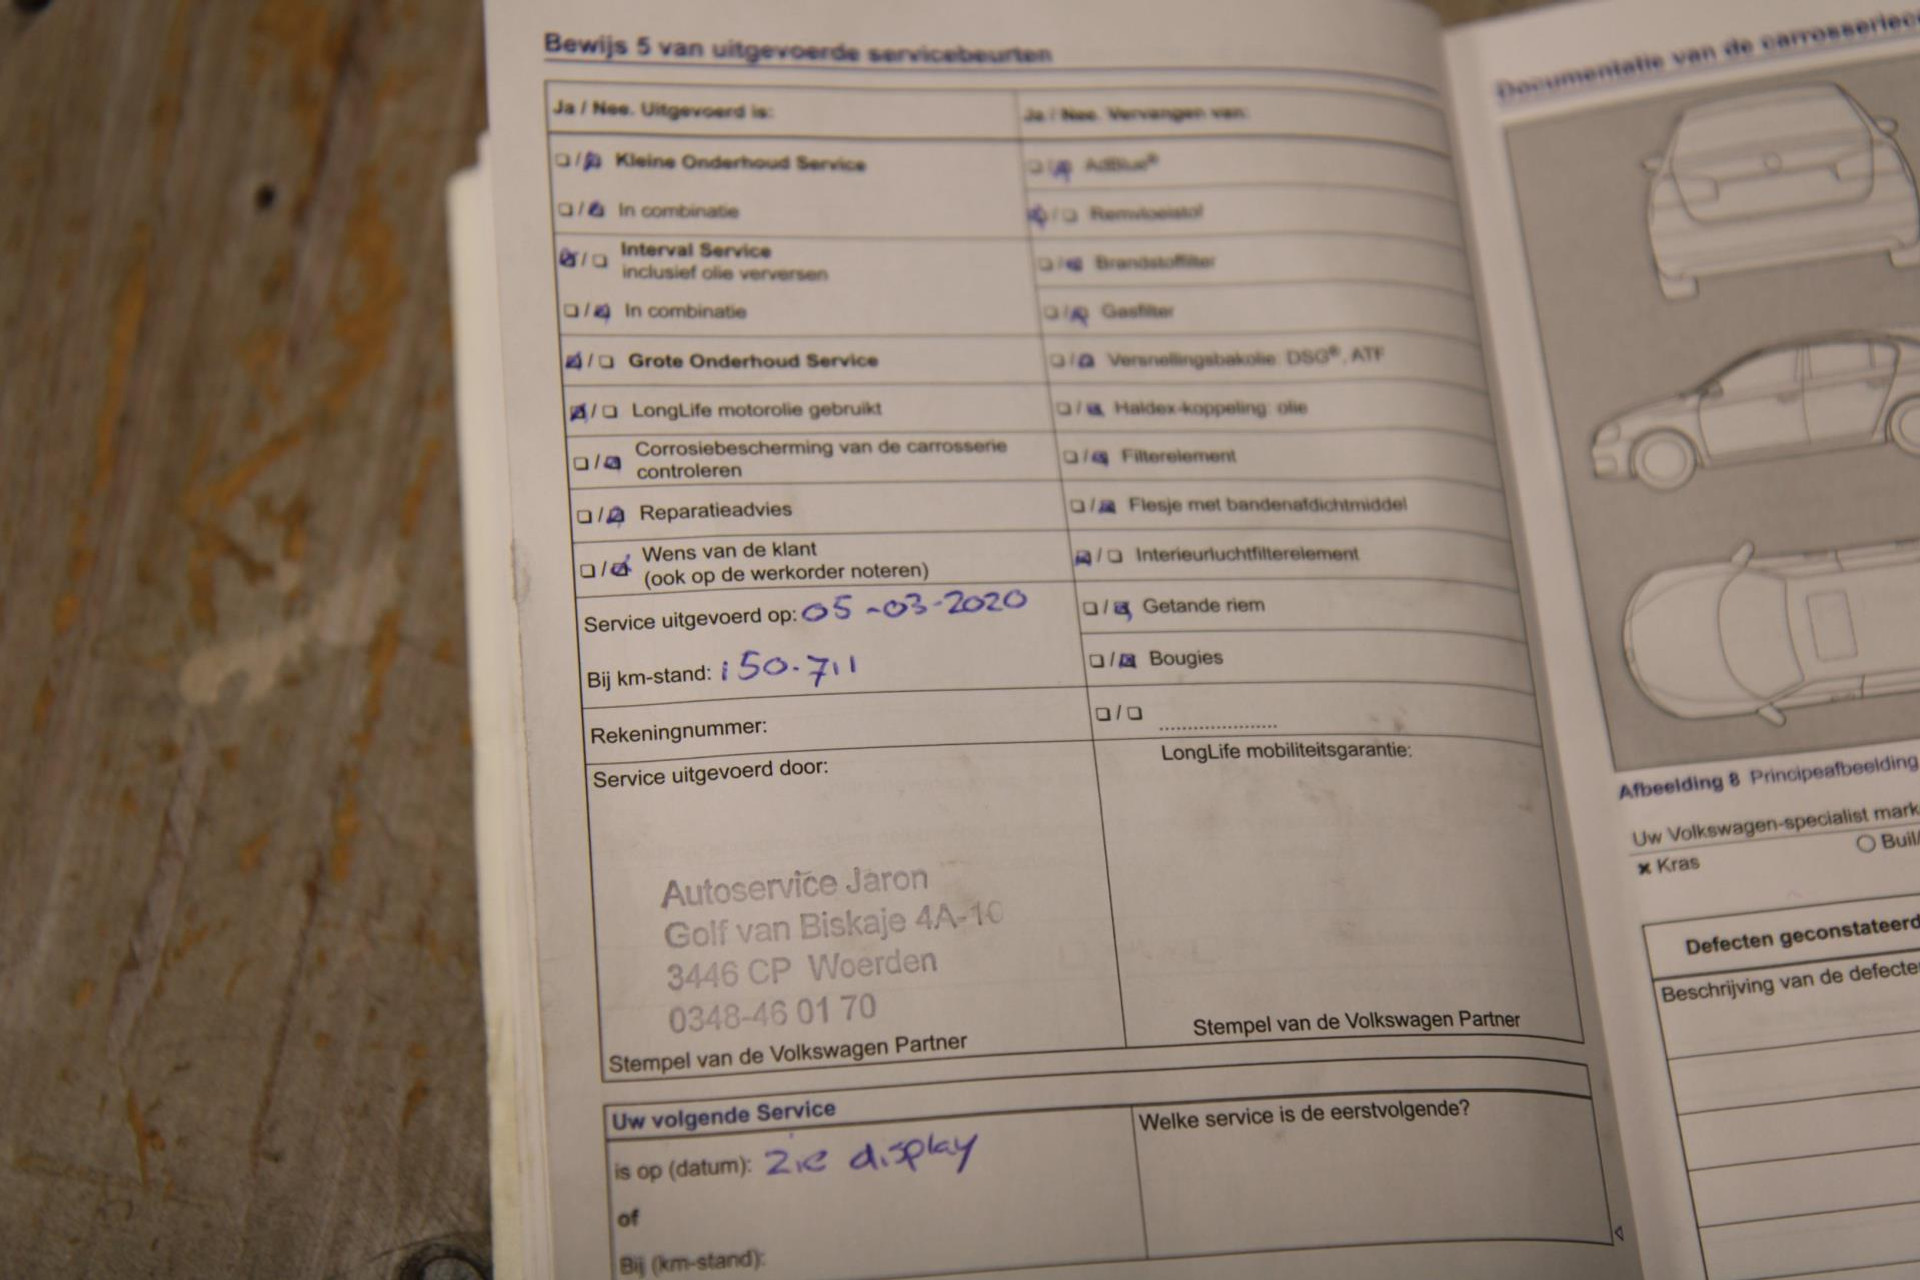 Bewijs 5 van uitgevoerde servicebeurten
Ja / Nee. Uitgevoerd is:
Kleine Onderhoud Service
In combinatie
Interval Service
inclusief olie verversen
In combinatie
Grote Onderhoud Service
LongLife motorolie gebruikt
Corrosiebescherming van de carrosserie
controleren
Reparatieadvies
Wens van de klant
(ook op de werkorder noteren)
Service uitgevoerd op: 05-03-2020
Bij km-stand: 150.711
Rekeningnummer:
Service uitgevoerd door:
Autoservice Jaron
Golf van Biskaje 4A-10
3446 CP Woerden
0348-46 01 70
Stempel van de Volkswagen Partner
Ja / Nee. Vervangen van:
AdBlue®
Remvloeistof
Brandstoffilter
Gasfilter
Versnellingsbakolie: DSG®, ATF
Haldex-koppeling: olie
Filterelement
Flesje met bandenafdichtmiddel
Interieurluchtfilterelement
Getande riem
Bougies
LongLife mobiliteitsgarantie:
Stempel van de Volkswagen Partner
Uw volgende Service
is op (datum): zie display
of
Bij (km-stand):
Welke service is de eerstvolgende?
Documentatie van de
Afbeelding 8 Principeafbeelding
Uw Volkswagen-specialist
Kras
Defecten
Beschrijving van de